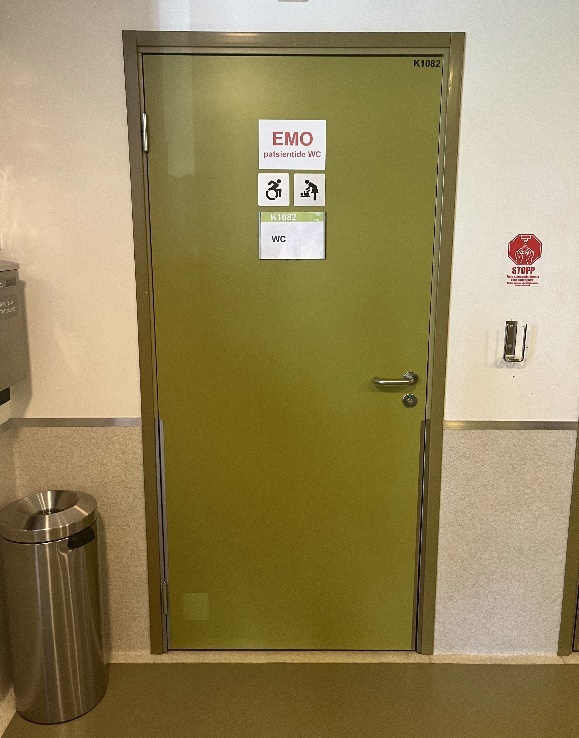 K1082
EMO
patsientide WC
K1082
WC
STOPP